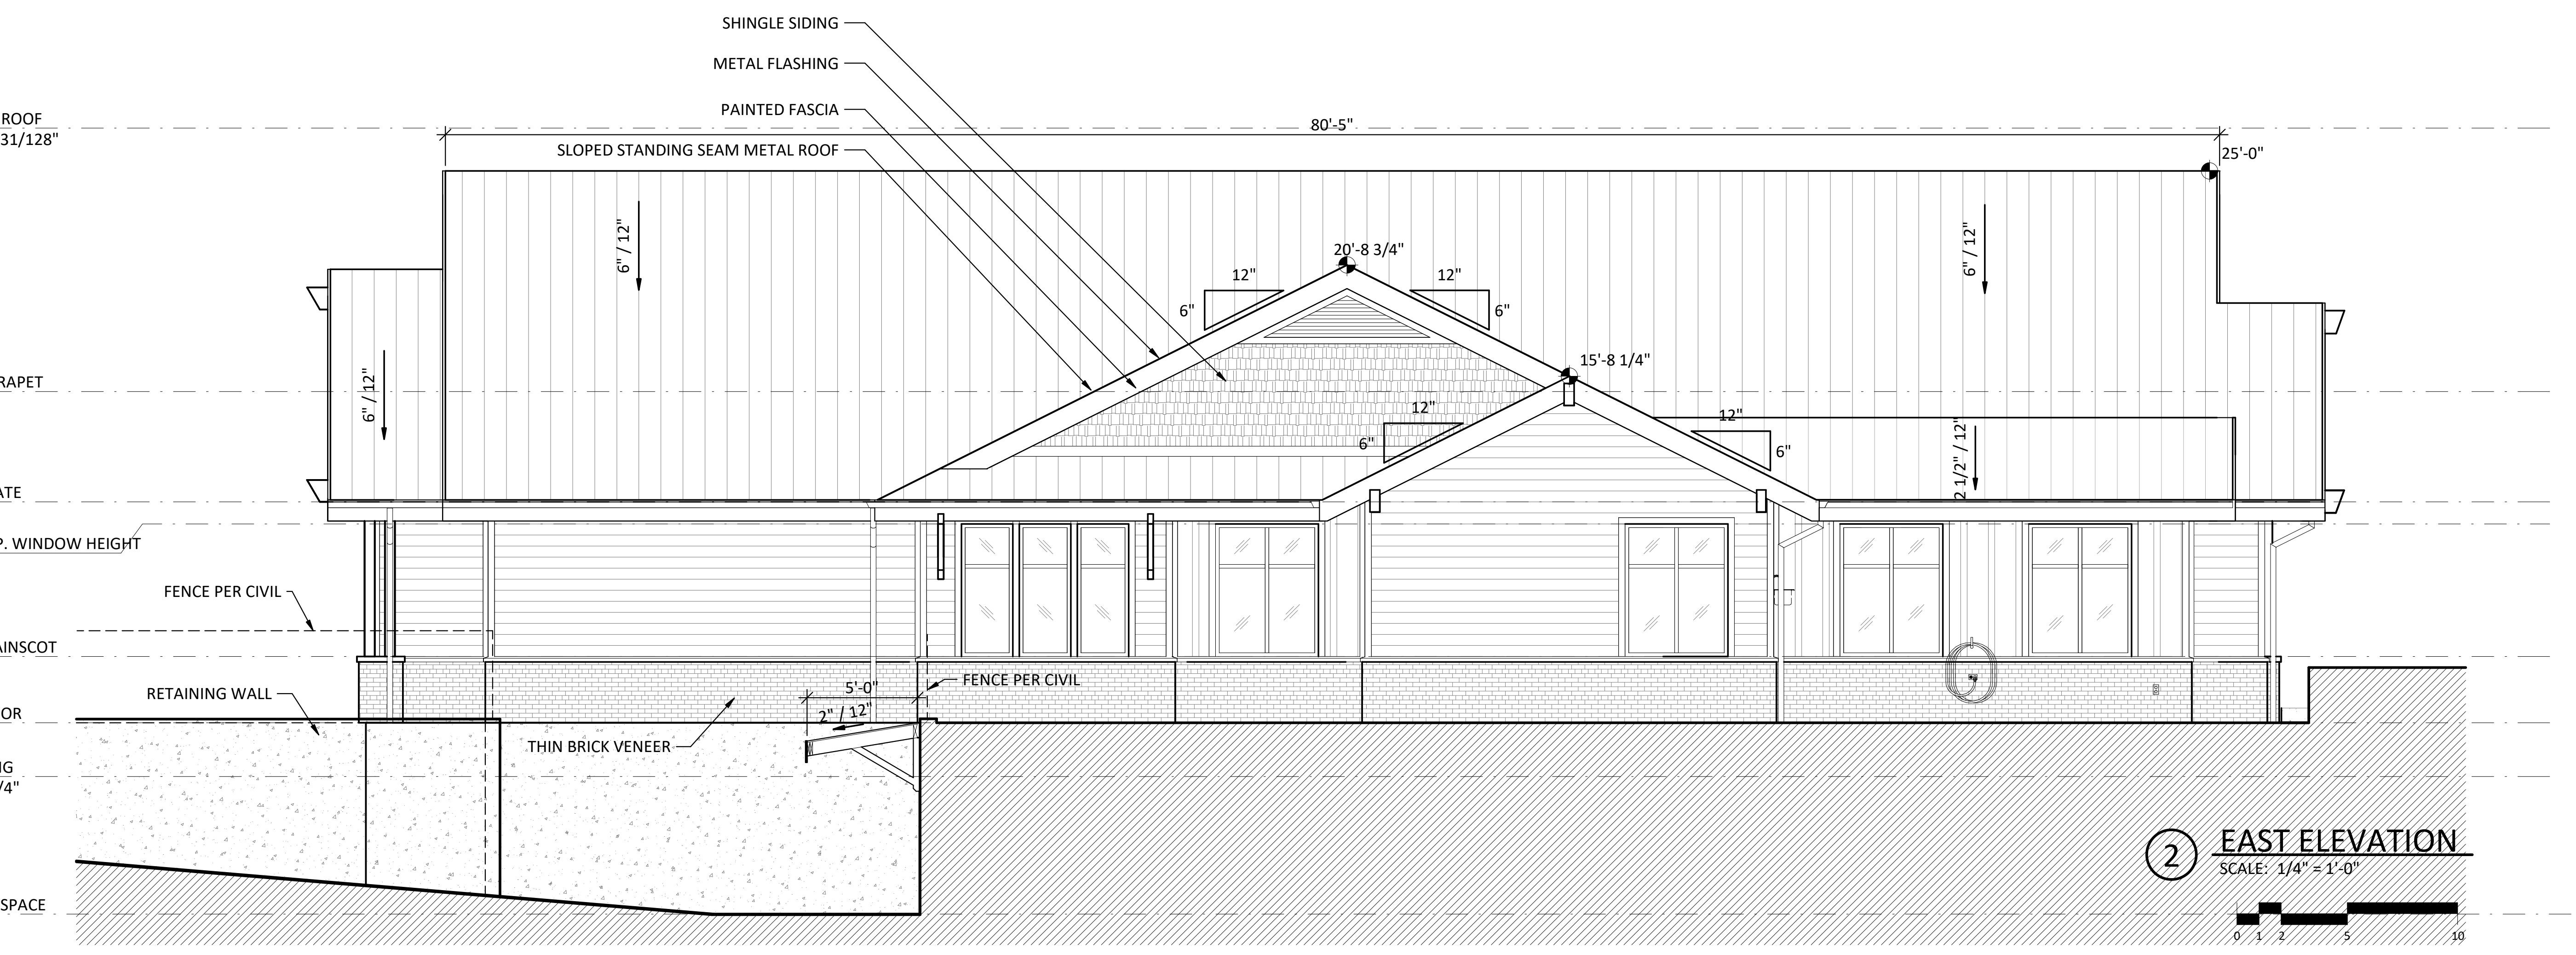 SHINGLE SIDING
METAL FLASHING
PAINTED FASCIA
SLOPED STANDING SEAM METAL ROOF
ROOF
31/128"
80'-5"
25'-0"
6" / 12"
6" / 12"
20'-8 3/4"
12"
12"
6"
6"
15'-8 1/4"
RAPET
6" / 12"
12"
12"
6"
6"
2 1/2" / 12"
ATE
P. WINDOW HEIGHT
FENCE PER CIVIL
AINSCOT
FENCE PER CIVIL
RETAINING WALL
5'-0"
OR
2" / 12"
THIN BRICK VENEER
NG
/4"
2
EAST ELEVATION
SCALE: 1/4" = 1'-0"
SPACE
0 1 2 5 10